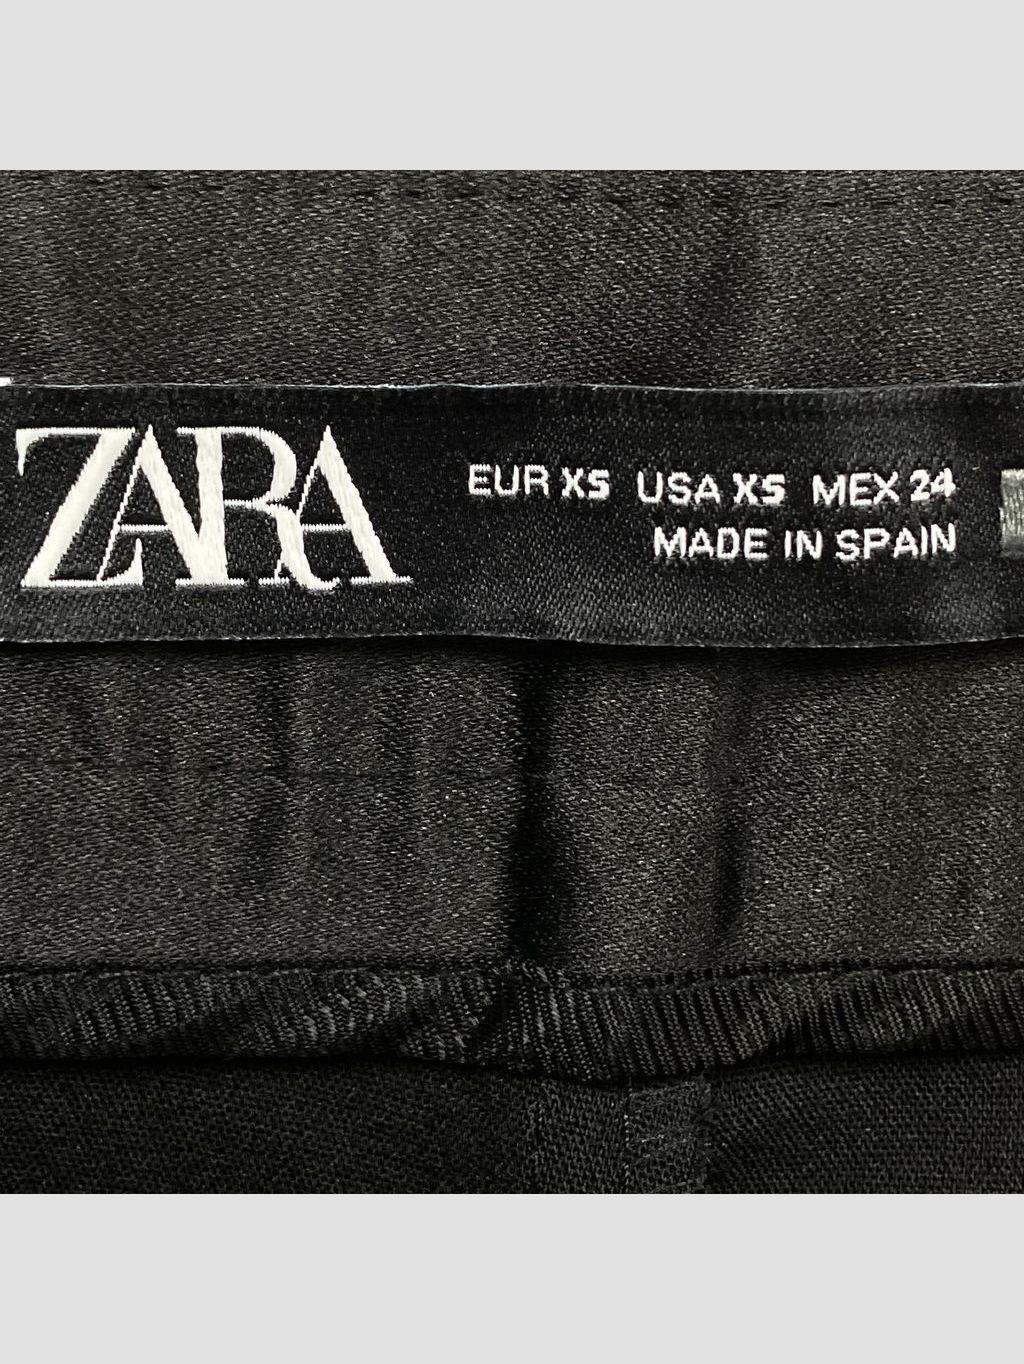 ZARA
EUR XS USA XS MEX 24
MADE IN SPAIN